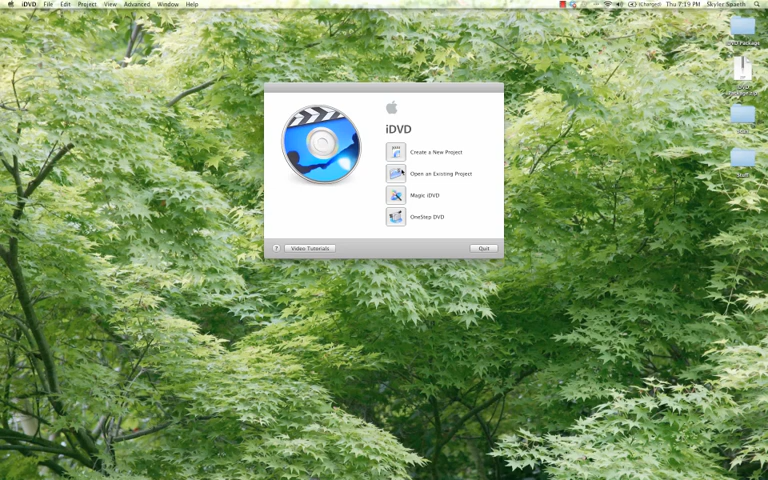 iDVD File Edit Project View Advanced Window Help (Charged) Thu 7:19 PM Skyler Spaeth
iDVD
Create a New Project
Open an Existing Project
Magic iDVD
OneStep DVD
? Video Tutorials Quit